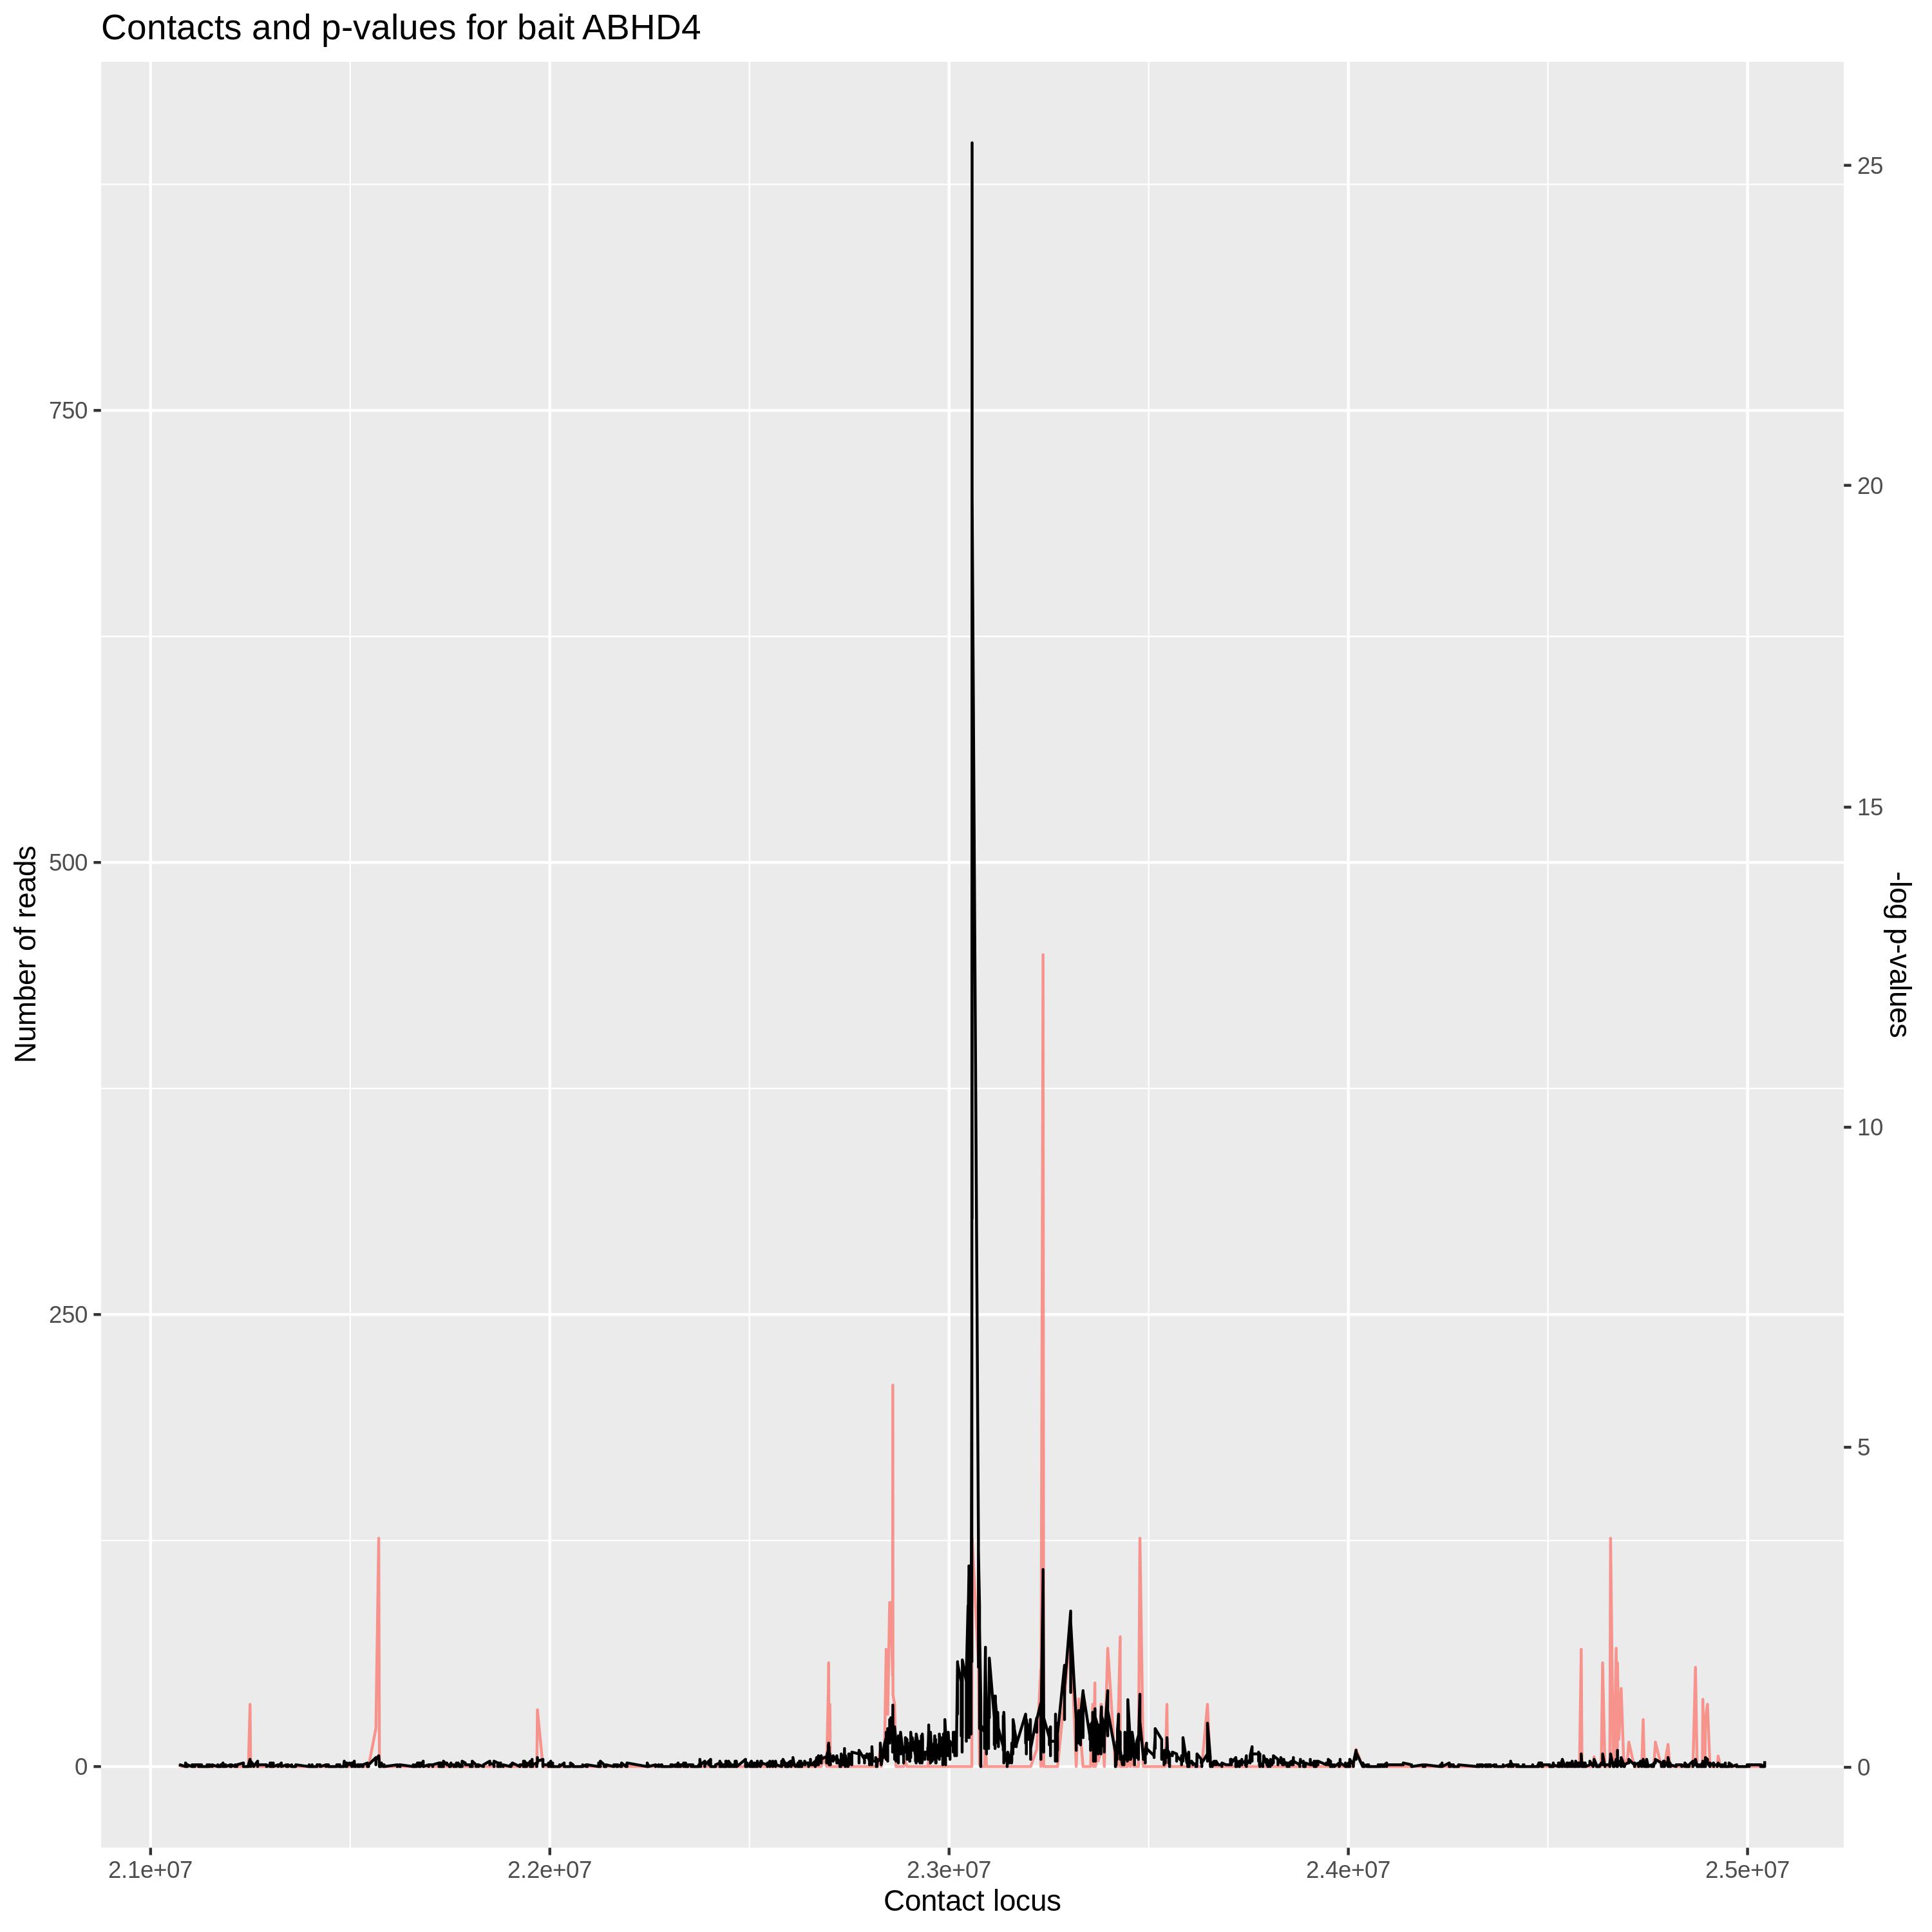 Contacts and p-values for bait ABHD4
Number of reads
750
500
250
0
25
20
15
10
5
0
-log p-values
2.1e+07 2.2e+07 2.3e+07 2.4e+07 2.5e+07
Contact locus